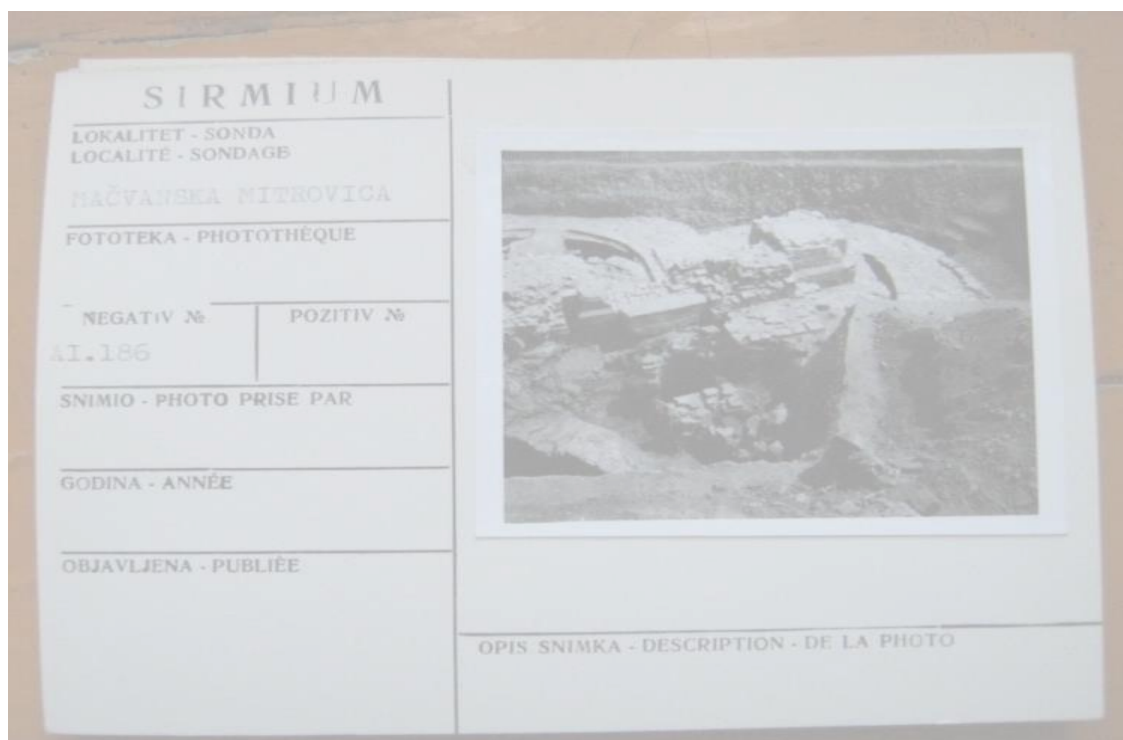 SIRMIUM
LOKALITET - SONDA
LOCALITÉ - SONDAGE
MAČVANSKA MITROVICA
FOTOTEKA - PHOTOTHÈQUE
NEGATIV № POZITIV №
AI.186
SNIMIO - PHOTO PRISE PAR
GODINA - ANNÉE
OBJAVLJENA - PUBLIÉE
OPIS SNIMKA - DESCRIPTION - DE LA PHOTO